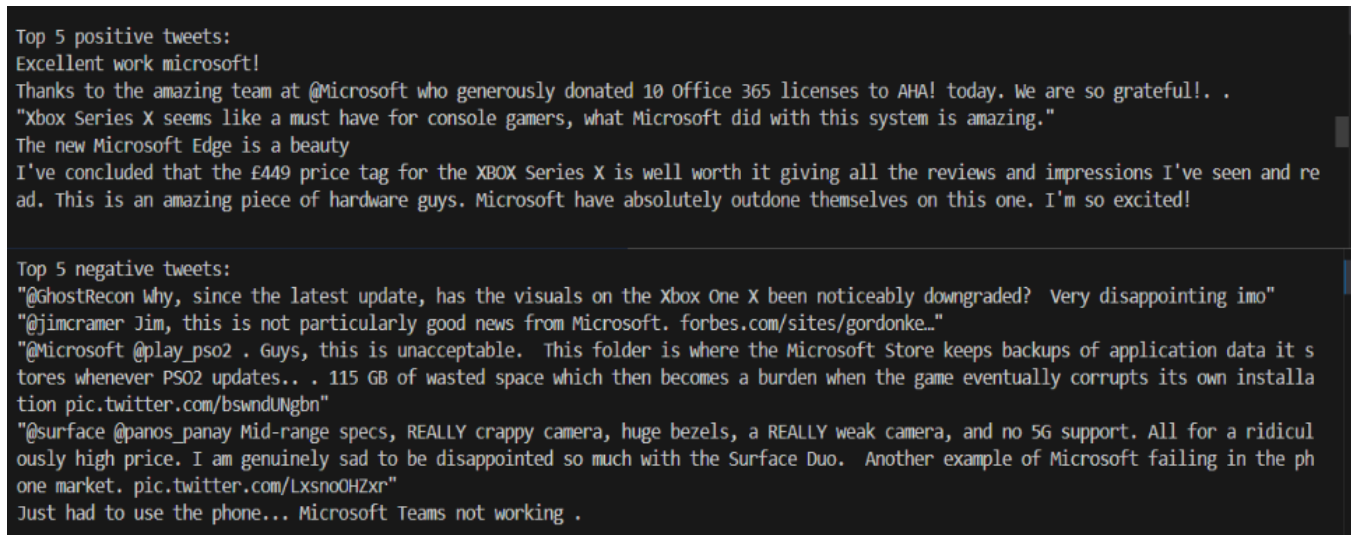 Top 5 positive tweets:
Excellent work microsoft!
Thanks to the amazing team at @Microsoft who generously donated 10 Office 365 licenses to AHA! today. We are so grateful!. .
"Xbox Series X seems like a must have for console gamers, what Microsoft did with this system is amazing."
The new Microsoft Edge is a beauty
I've concluded that the £449 price tag for the XBOX Series X is well worth it giving all the reviews and impressions I've seen and re
ad. This is an amazing piece of hardware guys. Microsoft have absolutely outdone themselves on this one. I'm so excited!
Top 5 negative tweets:
"@GhostRecon Why, since the latest update, has the visuals on the Xbox One X been noticeably downgraded?  Very disappointing imo"
"@jimcramer Jim, this is not particularly good news from Microsoft. forbes.com/sites/gordonke…"
"@Microsoft @play_pso2 . Guys, this is unacceptable.  This folder is where the Microsoft Store keeps backups of application data it s
tores whenever PSO2 updates.. . 115 GB of wasted space which then becomes a burden when the game eventually corrupts its own installa
tion pic.twitter.com/bswndUNgbn"
"@surface @panos_panay Mid-range specs, REALLY crappy camera, huge bezels, a REALLY weak camera, and no 5G support. All for a ridicul
ously high price. I am genuinely sad to be disappointed so much with the Surface Duo.  Another example of Microsoft failing in the ph
one market. pic.twitter.com/LxsnoOHZxr"
Just had to use the phone... Microsoft Teams not working .